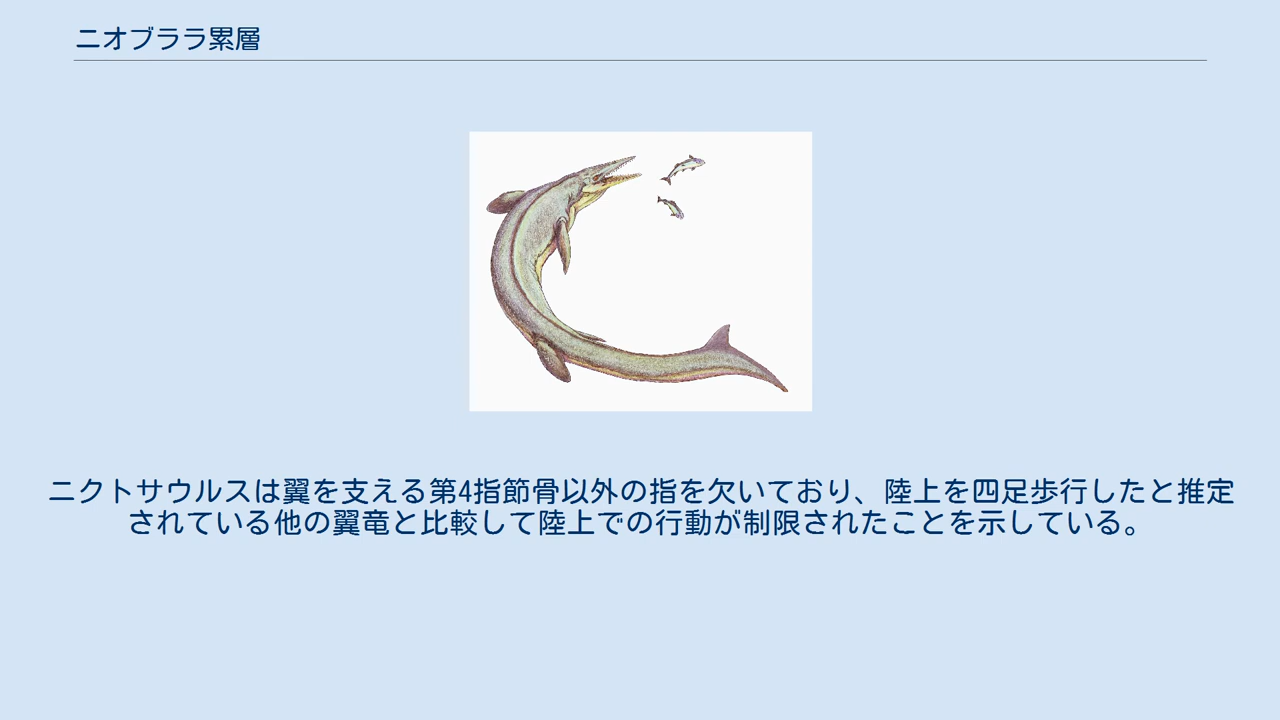 ニオブララ累層
ニクトサウルスは翼を支える第4指節骨以外の指を欠いており、陸上を四足歩行したと推定
されている他の翼竜と比較して陸上での行動が制限されたことを示している。